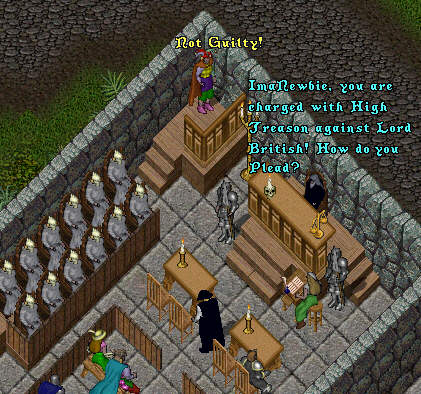 Not Guilty!
ImaNewbie, you are
charged with High
Treason against Lord
British! How do you
Plead?